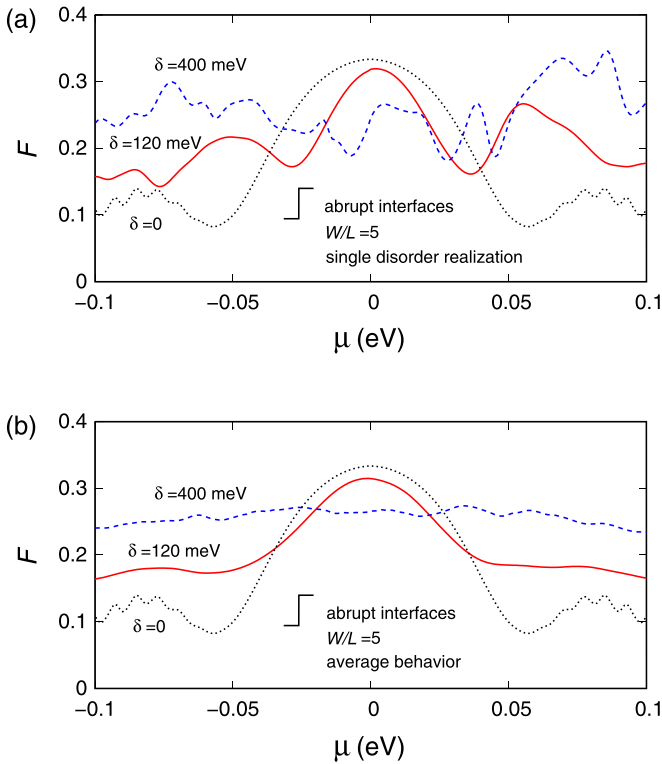 (a)
0.4
0.3
0.2
0.1
0
F
δ =400 meV
δ =120 meV
δ =0
abrupt interfaces
W/L =5
single disorder realization
−0.1
−0.05
0
0.05
0.1
μ (eV)
(b)
0.4
0.3
0.2
0.1
0
F
δ =400 meV
δ =120 meV
δ =0
abrupt interfaces
W/L =5
average behavior
−0.1
−0.05
0
0.05
0.1
μ (eV)